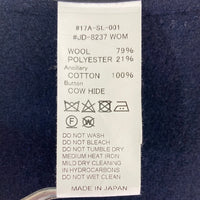 #17A-SL-001
#JD-8237 WOM
WOOL 79%
POLYESTER 21%
Ancillary
COTTON 100%
Button
COW HIDE
DO NOT WASH
DO NOT BLEACH
DO NOT TUMBLE DRY
MEDIUM HEAT IRON
MILD DRY CLEANING
IN HYDROCARBONS
DO NOT WET CLEAN
MADE IN JAPAN